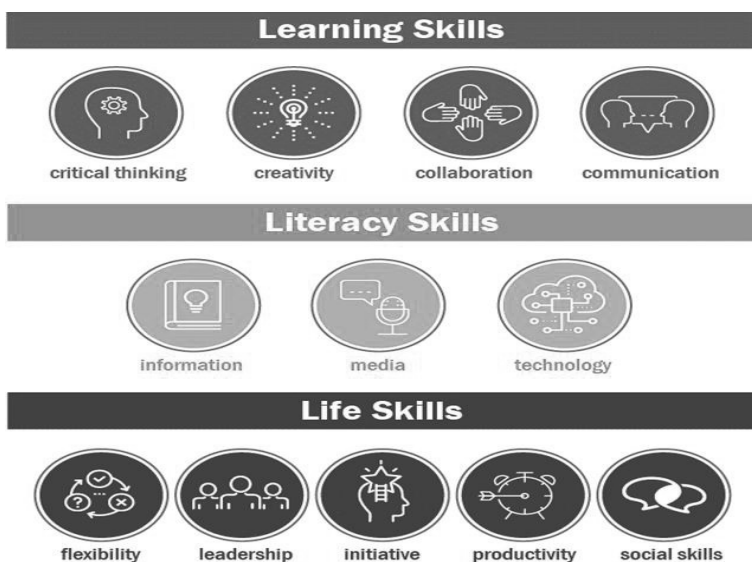 Learning Skills
critical thinking creativity collaboration communication
Literacy Skills
information media technology
Life Skills
flexibility leadership initiative productivity social skills